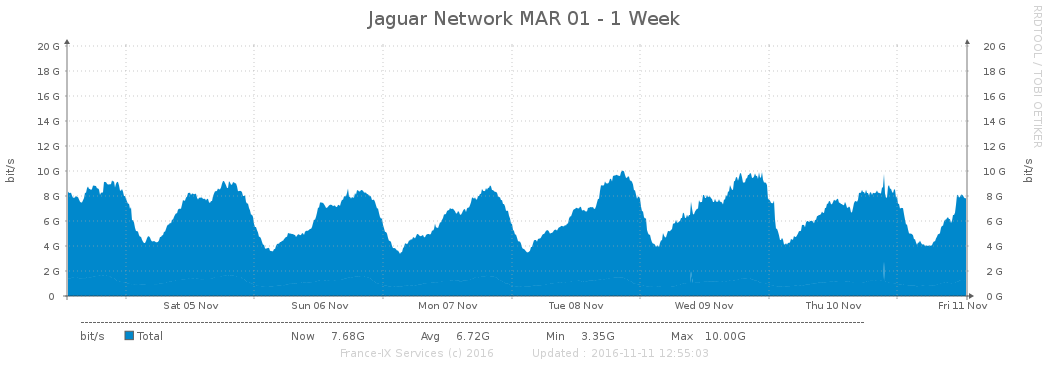 Jaguar Network MAR 01 - 1 Week
RRDTOOL / TOBI OETIKER
20 G 20 G
18 G 18 G
16 G 16 G
14 G 14 G
12 G 12 G
10 G 10 G
8 G 8 G
6 G 6 G
4 G 4 G
2 G 2 G
0 0 G
bit/s
bit/s
Sat 05 Nov Sun 06 Nov Mon 07 Nov Tue 08 Nov Wed 09 Nov Thu 10 Nov Fri 11 Nov
bit/s Total Now 7.68G Avg 6.72G Min 3.35G Max 10.00G
France-IX Services (c) 2016 Updated : 2016-11-11 12:55:03